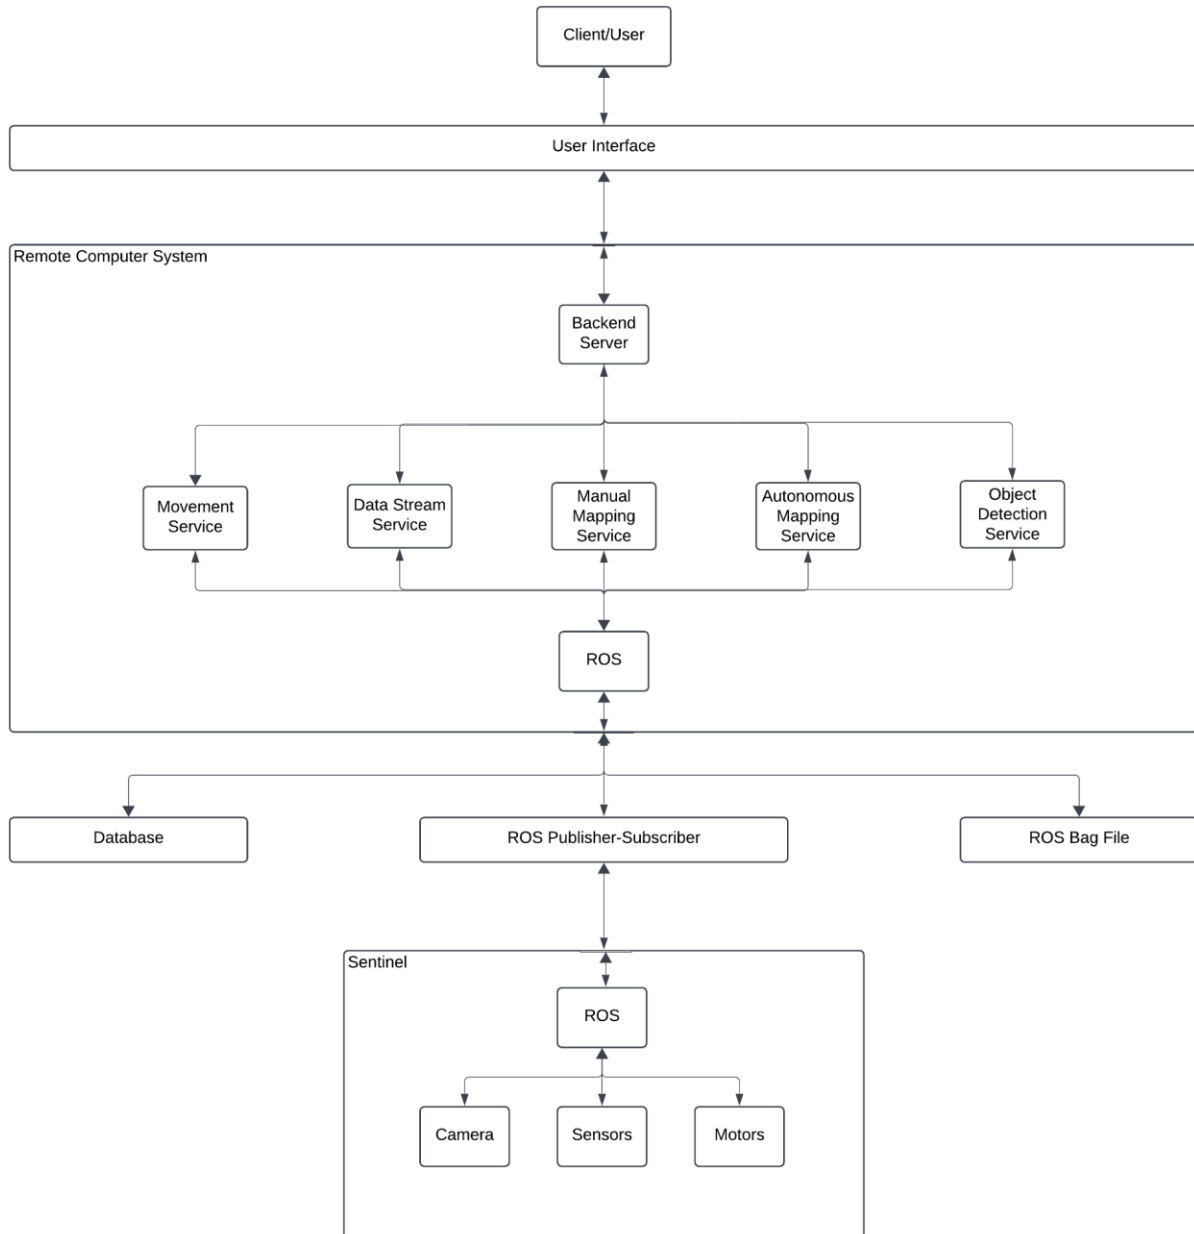 Client/User
User Interface
Remote Computer System
Backend
Server
Movement
Service
Data Stream
Service
Manual
Mapping
Service
Autonomous
Mapping
Service
Object
Detection
Service
ROS
Database
ROS Publisher-Subscriber
ROS Bag File
Sentinel
ROS
Camera
Sensors
Motors